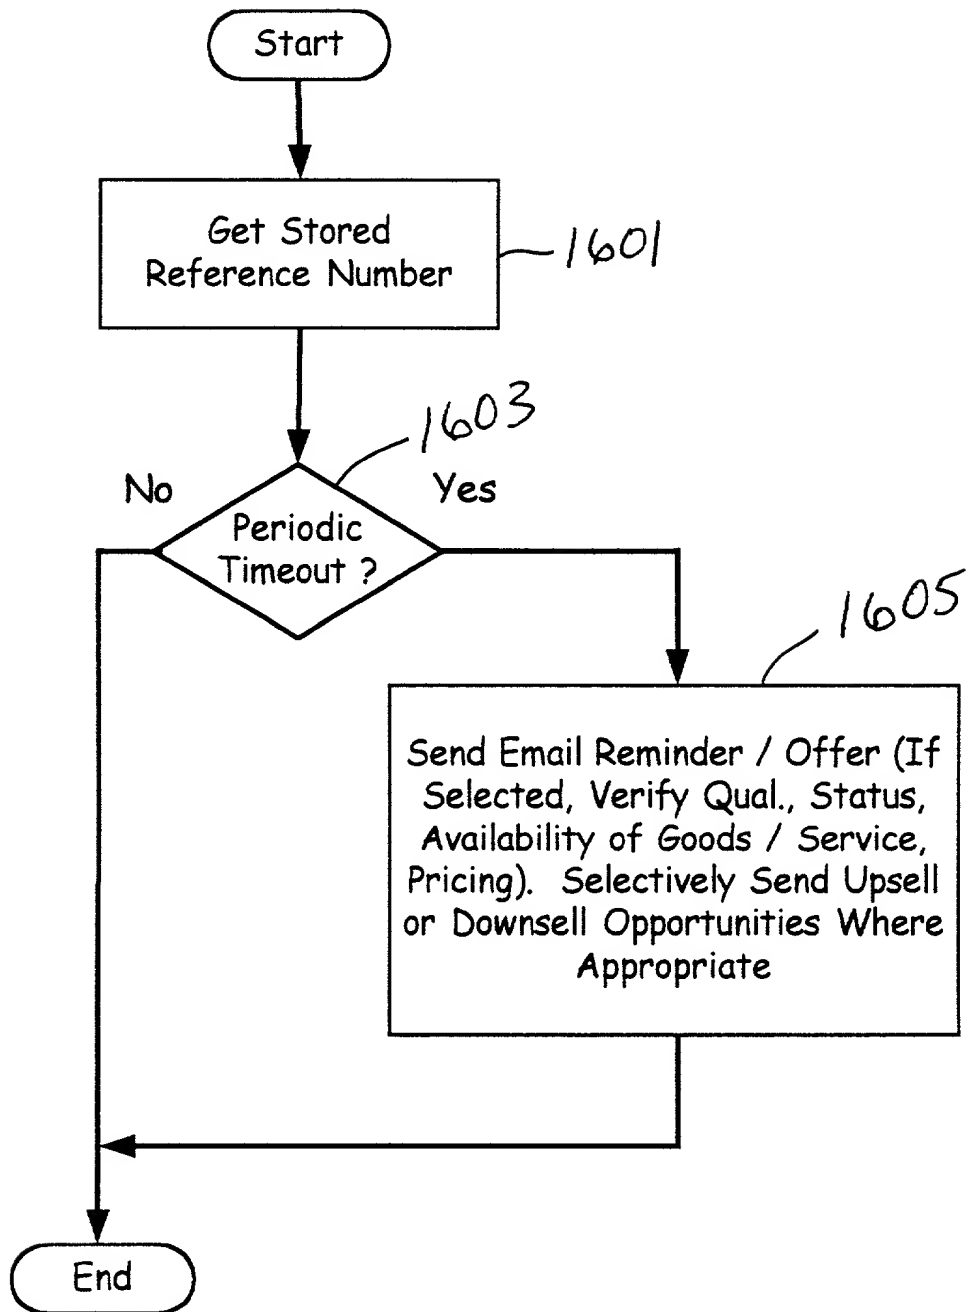 Start
Get Stored
Reference Number
1601
1603
No
Yes
Periodic
Timeout ?
1605
Send Email Reminder / Offer (If
Selected, Verify Qual., Status,
Availability of Goods / Service,
Pricing). Selectively Send Upsell
or Downsell Opportunities Where
Appropriate
End